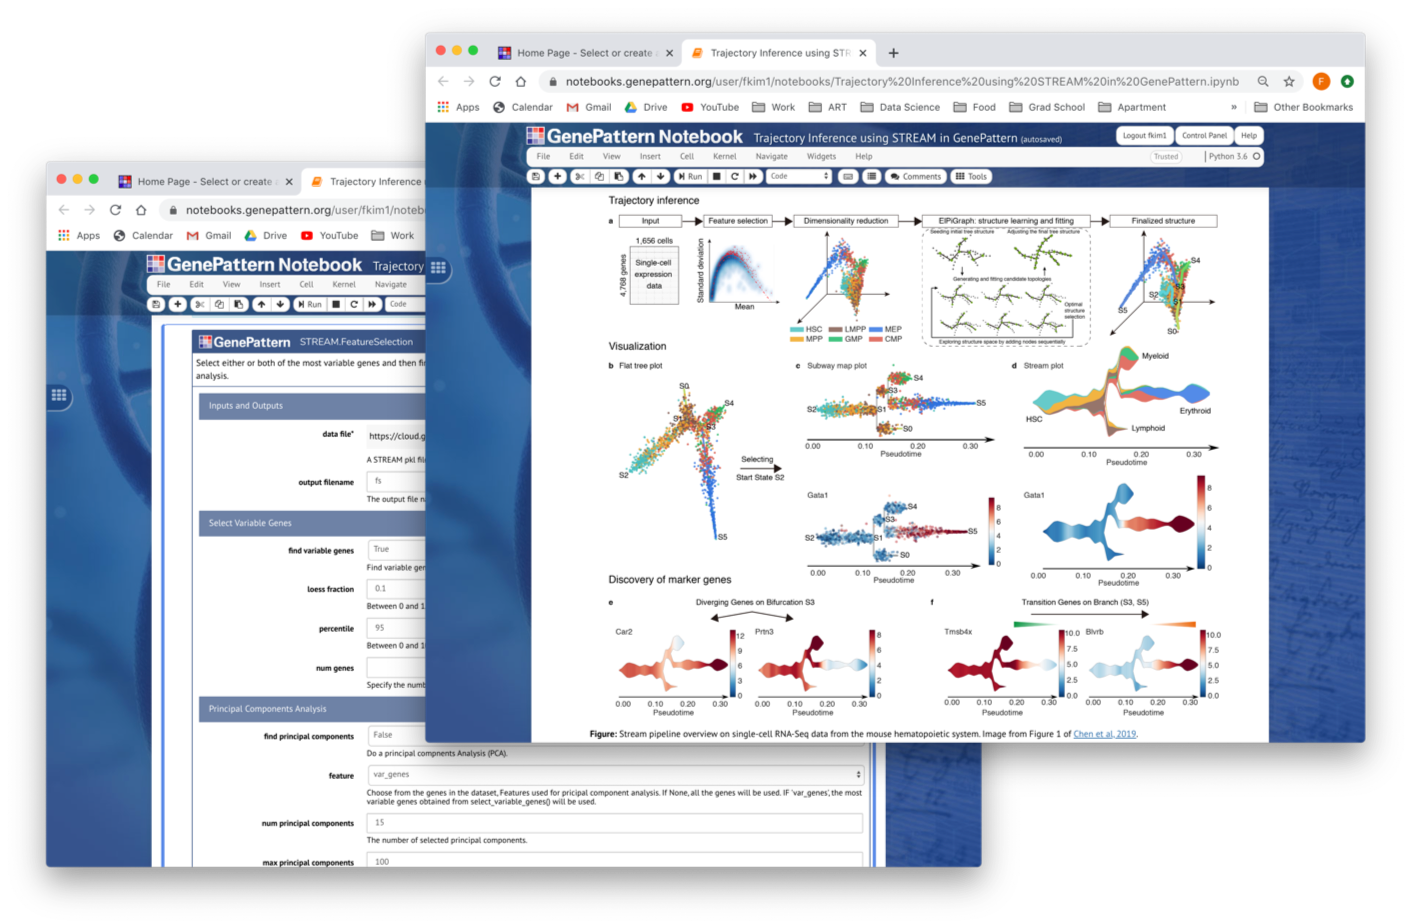 Home Page - Select or create
Trajectory Inference using STR
notebooks.genepattern.org/user/fkim1/notebooks/Trajectory%20Inference%20using%20STREAM%20in%20GenePattern.ipynb
F
Apps Calendar Gmail Drive YouTube Work ART Data Science Food Grad School Apartment » Other Bookmarks
GenePattern Notebook Trajectory Inference using STREAM in GenePattern (autosaved)
Logout fkim1 Control Panel Help
File Edit View Insert Cell Kernel Navigate Widgets Help
Trusted Python 3.6
Run Code Comments Tools
Trajectory inference
a Input Feature selection Dimensionality reduction ElPiGraph: structure learning and fitting Finalized structure
1,656 cells
4,768 genes
Single-cell
expression
data
Standard deviation
Mean
HSC LMPP MEP
MPP GMP CMP
Seeding initial tree structure Adjusting the final tree structure
Generating and fitting candidate topologies
Optimal
structure
selection
Exploring structure space by adding nodes sequentially
S4
S3
S2
S1
S5
S0
Visualization
b Flat tree plot
S0
S4
S1
S3
S2
S5
Selecting
Start State S2
c Subway map plot
S4
S3
S2 S1 S5
S0
0.00 0.10 0.20 0.30
Pseudotime
d Stream plot
Myeloid
HSC
Erythroid
Lymphoid
0.00 0.10 0.20 0.30
Pseudotime
Gata1
S4
S3
S2 S1 S5
S0
8
6
4
2
0
0.00 0.10 0.20 0.30
Pseudotime
Gata1
8
6
4
2
0
0.00 0.10 0.20 0.30
Pseudotime
Discovery of marker genes
e Diverging Genes on Bifurcation S3
Car2
12
9
6
3
0
0.00 0.10 0.20 0.30
Pseudotime
Prtn3
8
6
4
2
0
0.00 0.10 0.20 0.30
Pseudotime
f Transition Genes on Branch (S3, S5)
Tmsb4x
10.0
7.5
5.0
2.5
0.0
0.00 0.10 0.20 0.30
Pseudotime
Blvrb
10.0
7.5
5.0
2.5
0.0
0.00 0.10 0.20 0.30
Pseudotime
Figure: Stream pipeline overview on single-cell RNA-Seq data from the mouse hematopoietic system. Image from Figure 1 of Chen et al, 2019.
Home Page - Select or create
Trajectory Inference
notebooks.genepattern.org/user/fkim1/noteb
Apps Calendar Gmail Drive YouTube Work
GenePattern Notebook Trajectory
File Edit View Insert Cell Kernel Navigate
Run Code
GenePattern STREAM.FeatureSelection
Select either or both of the most variable genes and then fi
analysis.
Inputs and Outputs
data file* https://cloud.g
A STREAM pkl fil
output filename fs
The output file n
Select Variable Genes
find variable genes True
Find variable gen
loess fraction 0.1
Between 0 and 1
percentile 95
Between 0 and 10
num genes
Specify the numb
Principal Components Analysis
find principal components False
Do a principal compnents Analysis (PCA).
feature var_genes
Choose from the genes in the dataset, Features used for pricipal component analysis. If None, all the genes will be used. IF 'var_genes', the most
variable genes obtained from select_variable_genes() will be used.
num principal components 15
The number of selected principal components.
max principal components 100